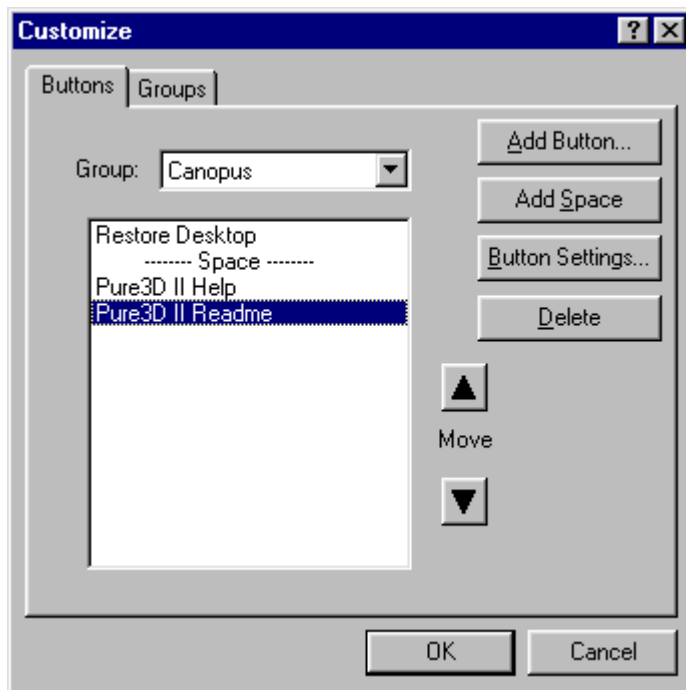 Customize
Buttons
Groups
Group:
Canopus
Add Button...
Add Space
Button Settings...
Delete
Restore Desktop
-------- Space --------
Pure3D II Help
Pure3D II Readme
Move
OK
Cancel